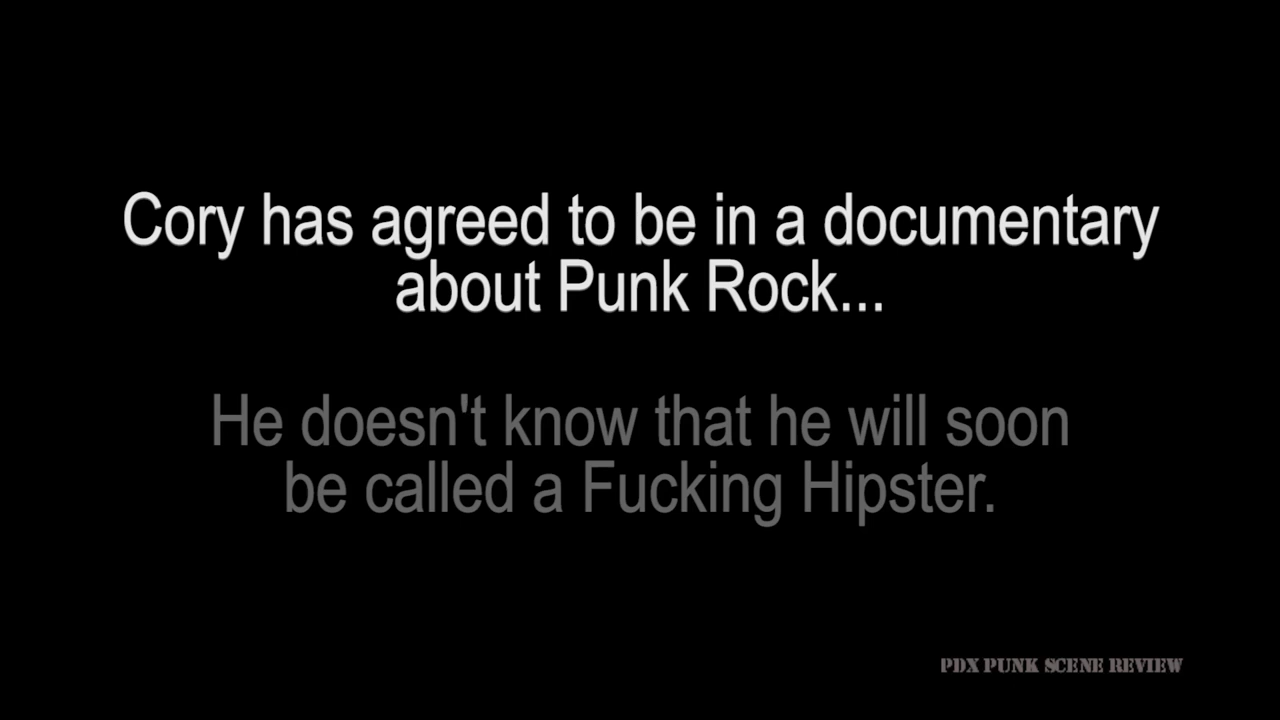 Cory has agreed to be in a documentary
about Punk Rock...
He doesn't know that he will soon
be called a Fucking Hipster.
PDX PUNK SCENE REVIEW